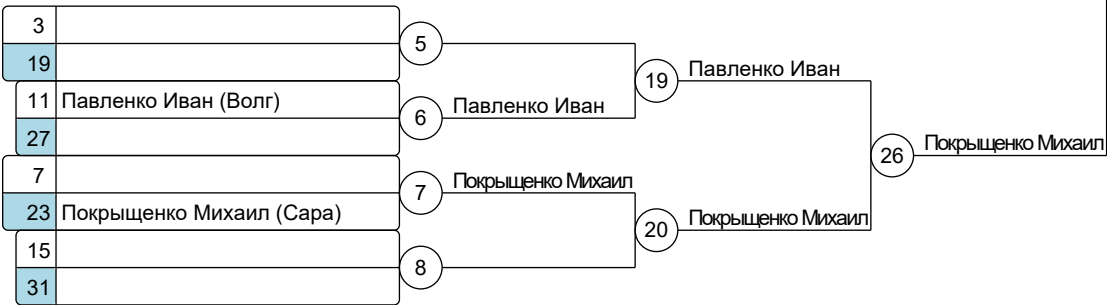 3
5
19
19 Павленко Иван
11 Павленко Иван (Волг)
6 Павленко Иван
27
26 Покрыщенко Михаил
7
7 Покрыщенко Михаил
23 Покрыщенко Михаил (Сара)
20 Покрыщенко Михаил
15
8
31